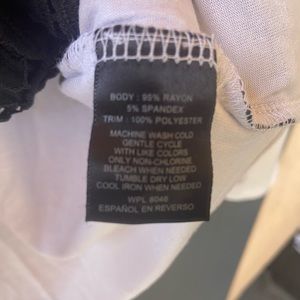 BODY : 95% RAYON
5% SPANDEX
TRIM : 100% POLYESTER
MACHINE WASH COLD
GENTLE CYCLE
WITH LIKE COLORS
ONLY NON-CHLORINE
BLEACH WHEN NEEDED
TUMBLE DRY LOW
COOL IRON WHEN NEEDED
WPL 8046
ESPAÑOL EN REVERSO